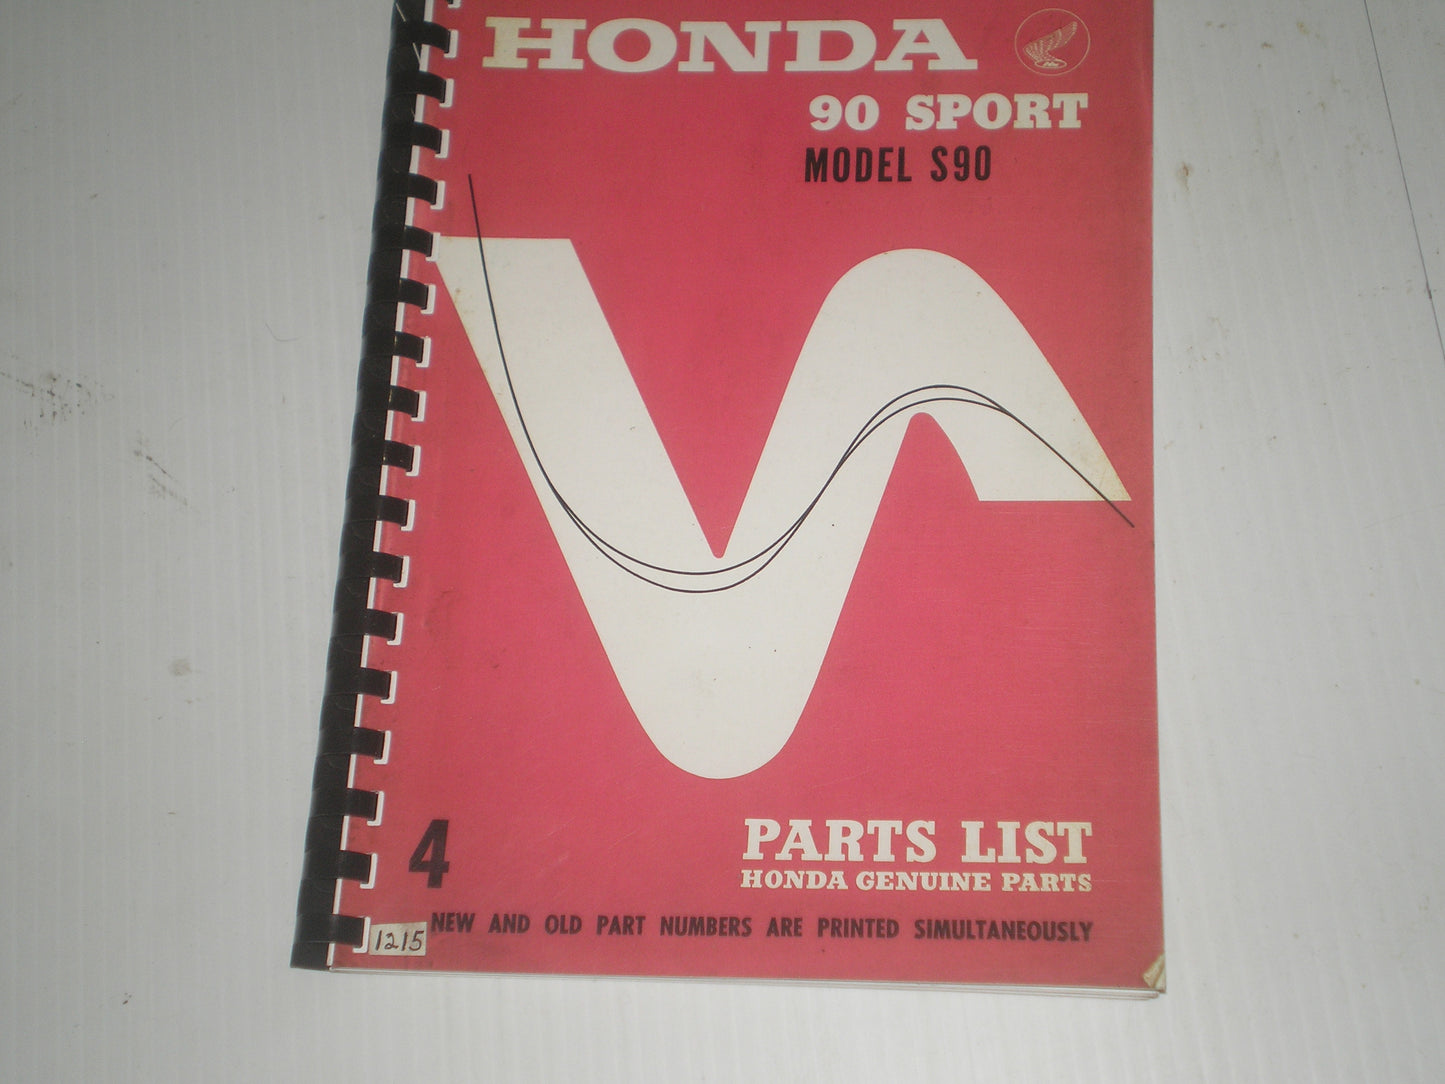 HONDA
90 SPORT
MODEL S90
4
PARTS LIST
HONDA GENUINE PARTS
NEW AND OLD PART NUMBERS ARE PRINTED SIMULTANEOUSLY
1215